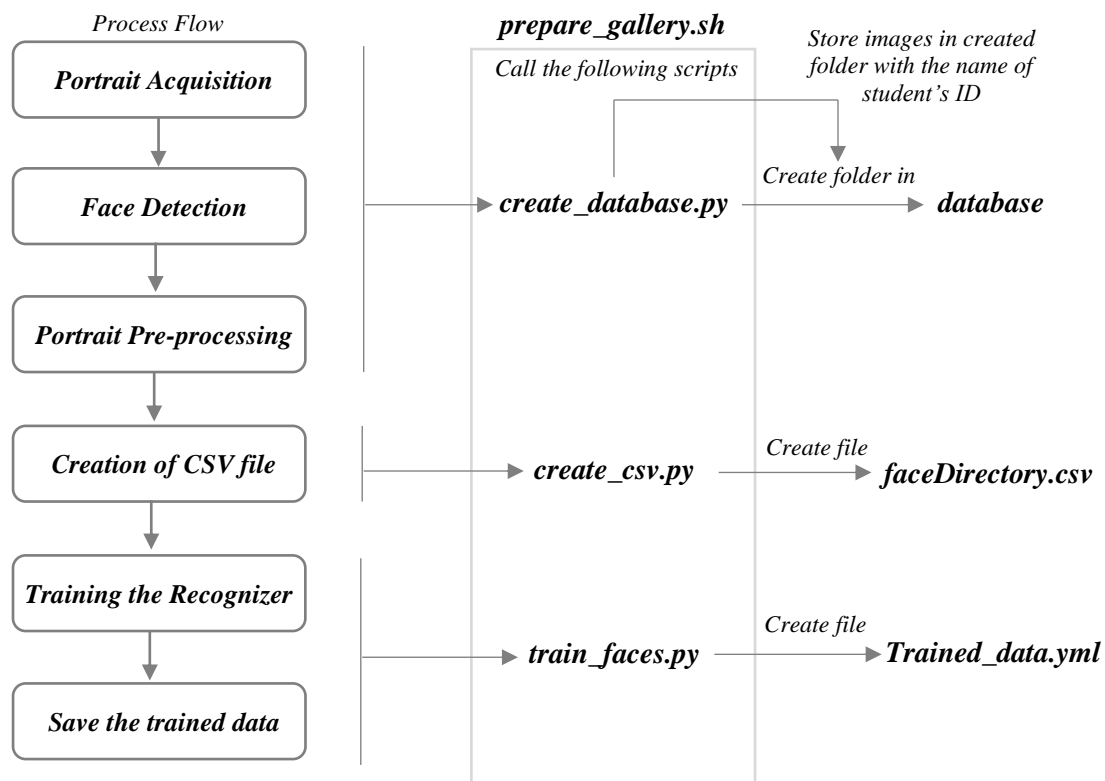 Process Flow
Portrait Acquisition
Face Detection
Portrait Pre-processing
Creation of CSV file
Training the Recognizer
Save the trained data
prepare_gallery.sh
Call the following scripts
Store images in created
folder with the name of
student’s ID
create_database.py
Create folder in
database
create_csv.py
Create file
faceDirectory.csv
train_faces.py
Create file
Trained_data.yml